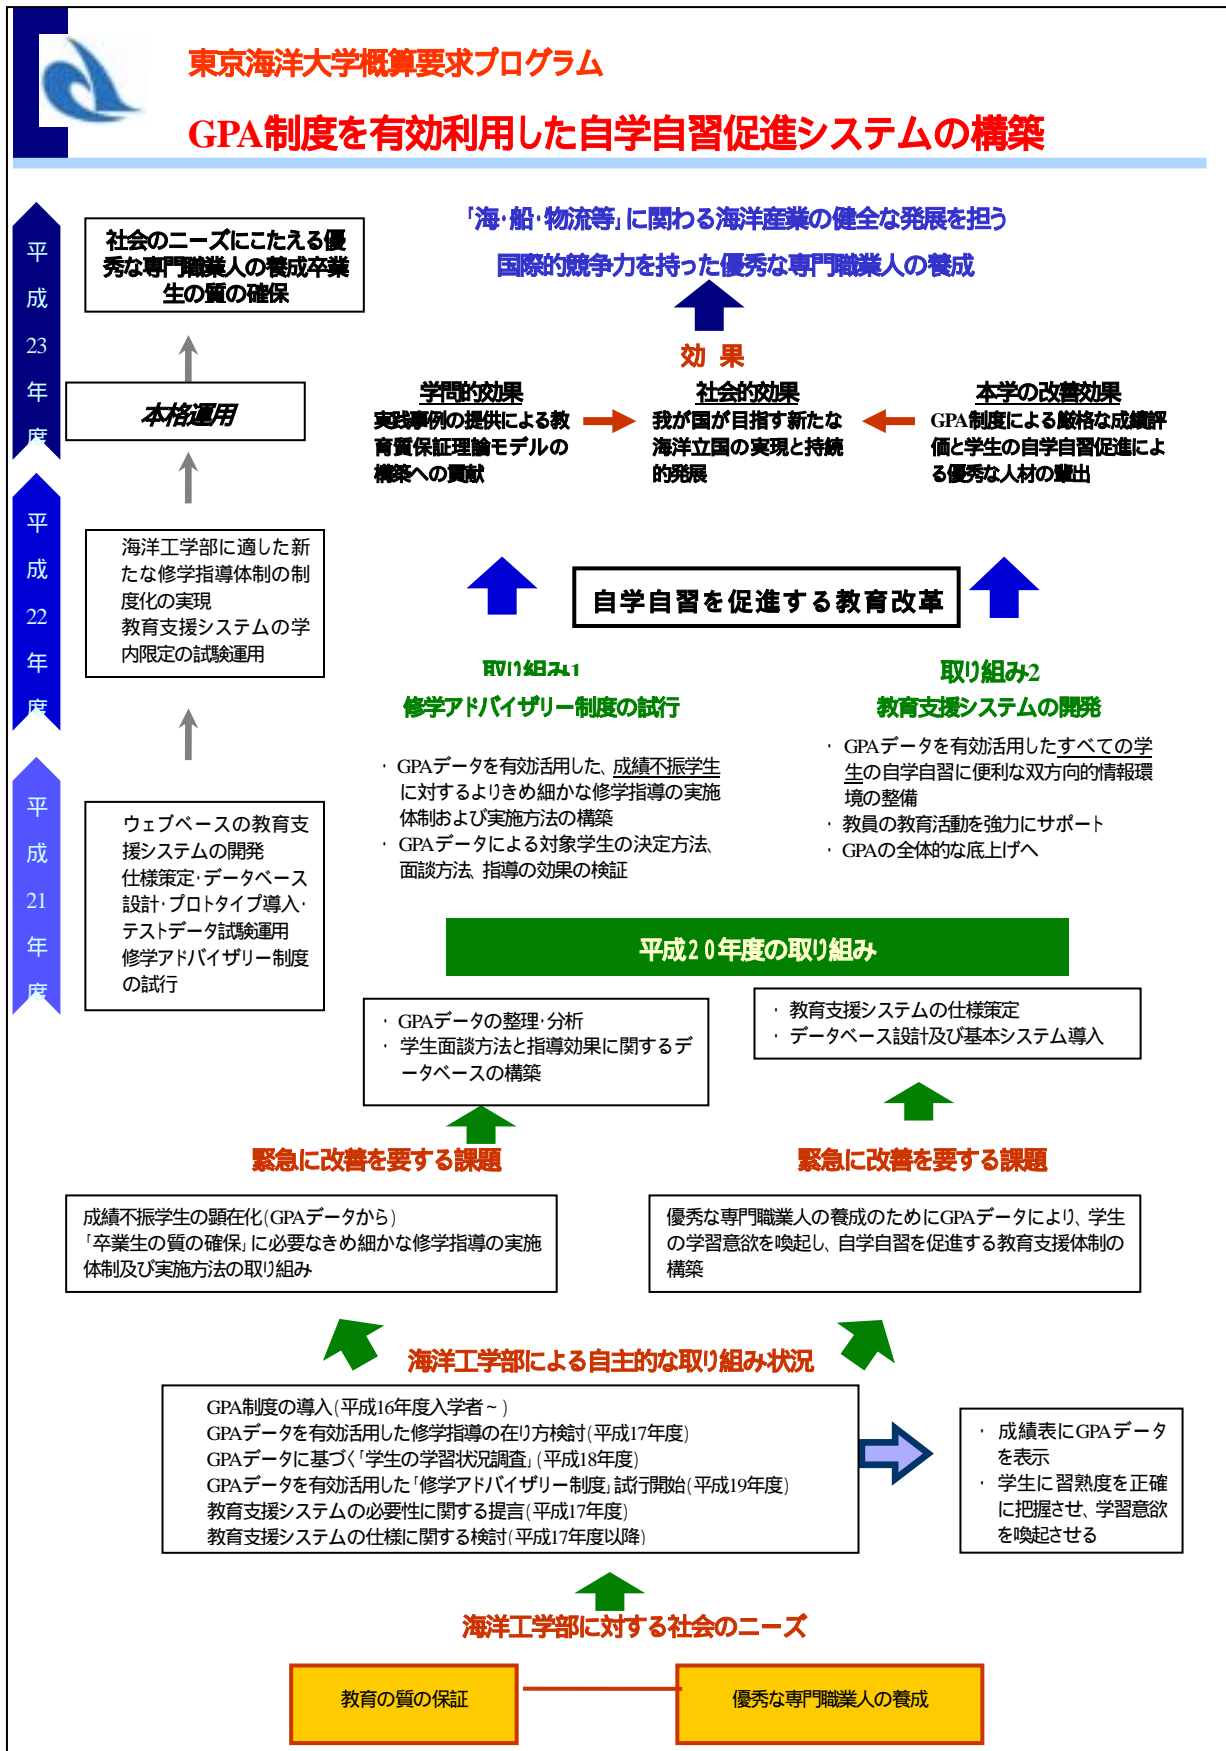 東京海洋大学概算要求プログラム
GPA制度を有効利用した自学自習促進システムの構築
平成23年度
社会のニーズにこたえる優
秀な専門職業人の養成卒業
生の質の確保
本格運用
「海・船・物流等」に関わる海洋産業の健全な発展を担う
国際的競争力を持った優秀な専門職業人の養成
効 果
学問的効果
実践事例の提供による教
育質保証理論モデルの
構築への貢献
社会的効果
我が国が目指す新たな
海洋立国の実現と持続
的発展
本学の改善効果
GPA制度による厳格な成績評
価と学生の自学自習促進によ
る優秀な人材の輩出
平成22年度
海洋工学部に適した新
たな修学指導体制の制
度化の実現
教育支援システムの学
内限定の試験運用
自学自習を促進する教育改革
取り組み1
修学アドバイザリー制度の試行
・ GPAデータを有効活用した、成績不振学生
に対するよりきめ細かな修学指導の実施
体制および実施方法の構築
・ GPAデータによる対象学生の決定方法、
面談方法、指導の効果の検証
取り組み2
教育支援システムの開発
・ GPAデータを有効活用したすべての学
生の自学自習に便利な双方向的情報環
境の整備
・ 教員の教育活動を強力にサポート
・ GPAの全体的な底上げへ
平成21年度
ウェブベースの教育支
援システムの開発
仕様策定・データベース
設計・プロトタイプ導入・
テストデータ試験運用
修学アドバイザリー制度
の試行
平成20年度の取り組み
・ GPAデータの整理・分析
・ 学生面談方法と指導効果に関するデ
ータベースの構築
・ 教育支援システムの仕様策定
・ データベース設計及び基本システム導入
緊急に改善を要する課題
成績不振学生の顕在化(GPAデータから)
「卒業生の質の確保」に必要なきめ細かな修学指導の実施
体制及び実施方法の取り組み
緊急に改善を要する課題
優秀な専門職業人の養成のためにGPAデータにより、学生
の学習意欲を喚起し、自学自習を促進する教育支援体制の
構築
海洋工学部による自主的な取り組み状況
GPA制度の導入(平成16年度入学者~)
GPAデータを有効活用した修学指導の在り方検討(平成17年度)
GPAデータに基づく「学生の学習状況調査」(平成18年度)
GPAデータを有効活用した「修学アドバイザリー制度」試行開始(平成19年度)
教育支援システムの必要性に関する提言(平成17年度)
教育支援システムの仕様に関する検討(平成17年度以降)
・ 成績表にGPAデータ
を表示
・ 学生に習熟度を正確
に把握させ、学習意欲
を喚起させる
海洋工学部に対する社会のニーズ
教育の質の保証
優秀な専門職業人の養成